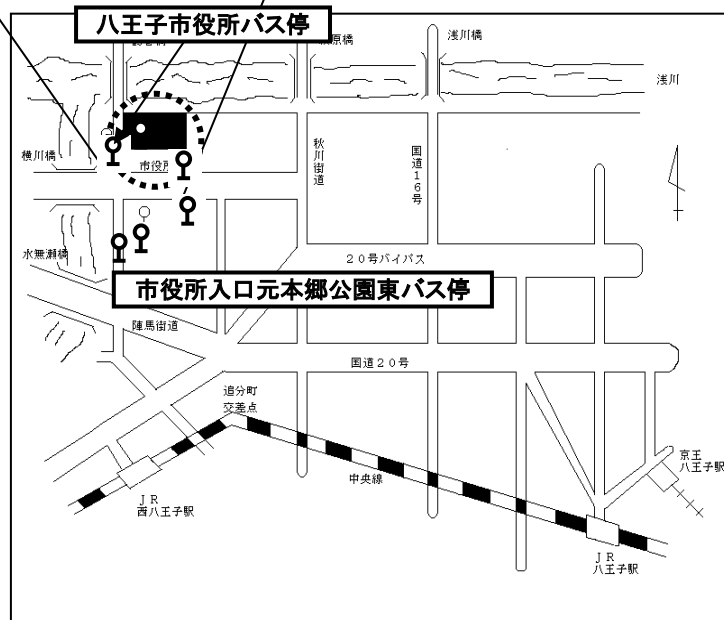 八王子市役所バス停
浅川橋
浅川
横川橋
市役所
秋川街道
国道16号
水無瀬橋
20号バイパス
市役所入口元本郷公園東バス停
陣馬街道
国道20号
追分町
交差点
中央線
京王
八王子駅
JR
西八王子駅
JR
八王子駅